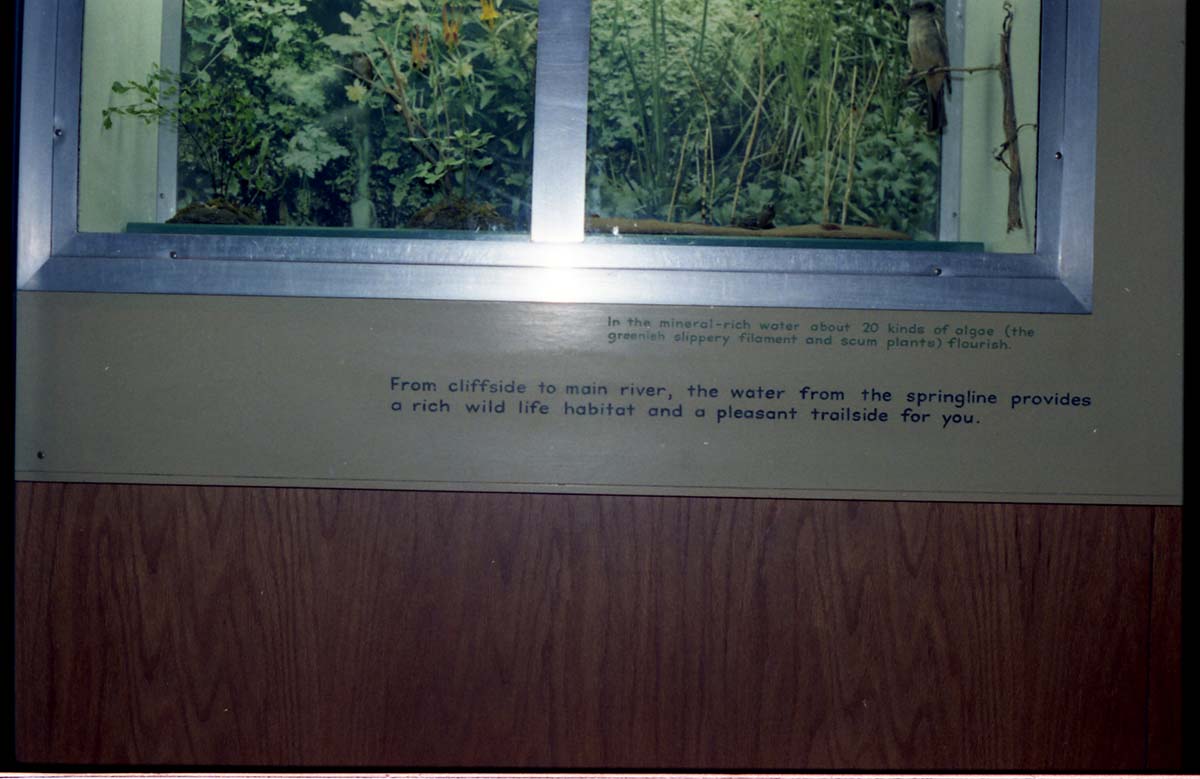 In the mineral-rich water about 20 kinds of algae (the
greenish slippery filament and scum plants) flourish.
From cliffside to main river, the water from the springline provides
a rich wild life habitat and a pleasant trailside for you.